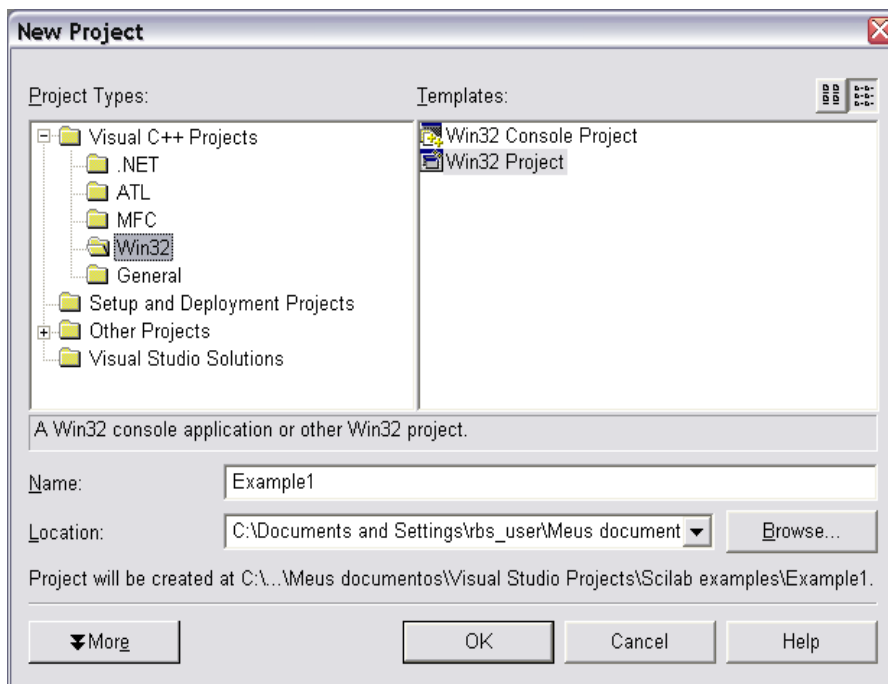 New Project
Project Types:
Templates:
Visual C++ Projects
.NET
ATL
MFC
Win32
General
Setup and Deployment Projects
Other Projects
Visual Studio Solutions
Win32 Console Project
Win32 Project
A Win32 console application or other Win32 project.
Name:
Example1
Location:
C:\Documents and Settings\rbs_user\Meus document
Browse...
Project will be created at C:\...\Meus documentos\Visual Studio Projects\Scilab examples\Example1.
More
OK
Cancel
Help